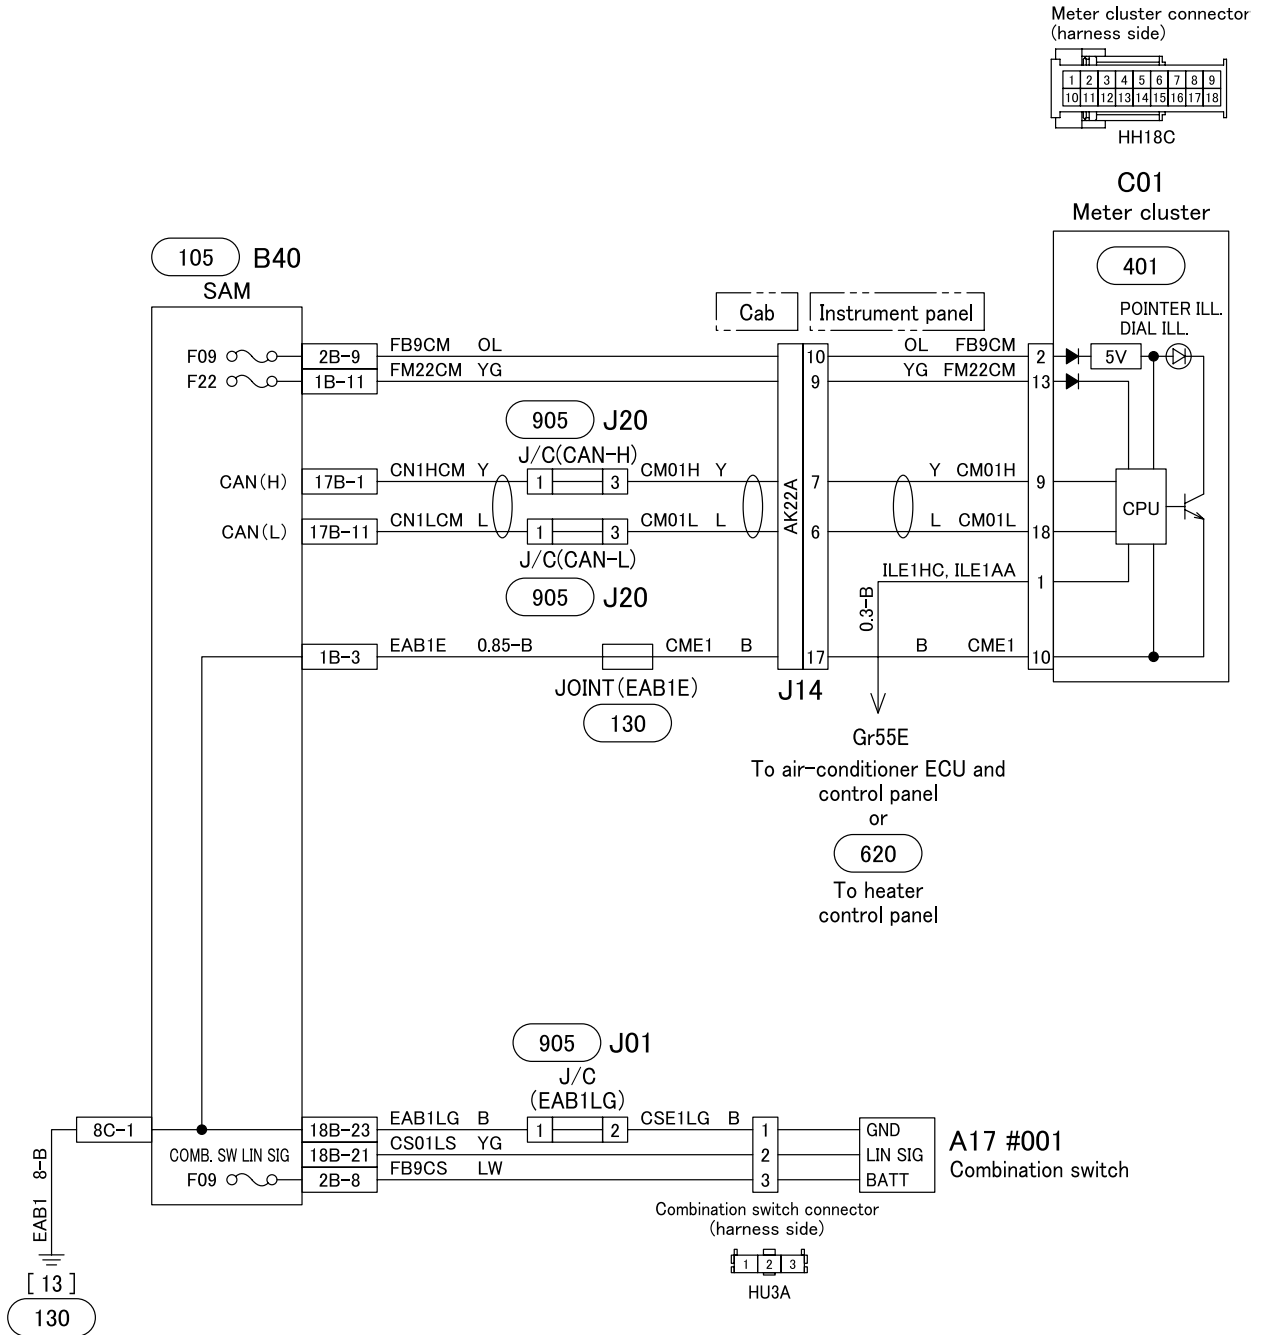 Meter cluster connector
(harness side)
1 2 3 4 5 6 7 8 9
10 11 12 13 14 15 16 17 18
HH18C
C01
Meter cluster
105 B40
SAM
401
POINTER ILL.
DIAL ILL.
Cab
Instrument panel
F09 2B-9 FB9CM OL 10 OL FB9CM 2 5V
F22 1B-11 FM22CM YG 9 YG FM22CM 13
905 J20
J/C(CAN-H)
CAN(H) 17B-1 CN1HCM Y 1 3 CM01H Y 7 Y CM01H 9
AK22A
CPU
CAN(L) 17B-11 CN1LCM L 1 3 CM01L L 6 L CM01L 18
J/C(CAN-L)
905 J20
ILE1HC, ILE1AA 1
0.3-B
1B-3 EAB1E 0.85-B CME1 B 17 B CME1 10
JOINT(EAB1E)
J14
130
Gr55E
To air-conditioner ECU and
control panel
or
620
To heater
control panel
905 J01
J/C
(EAB1LG)
8C-1 18B-23 EAB1LG B 1 2 CSE1LG B 1 GND
COMB. SW LIN SIG 18B-21 CS01LS YG 2 LIN SIG
F09 2B-8 FB9CS LW 3 BATT
A17 #001
Combination switch
EAB1 8-B
Combination switch connector
(harness side)
1 2 3
HU3A
[13]
130